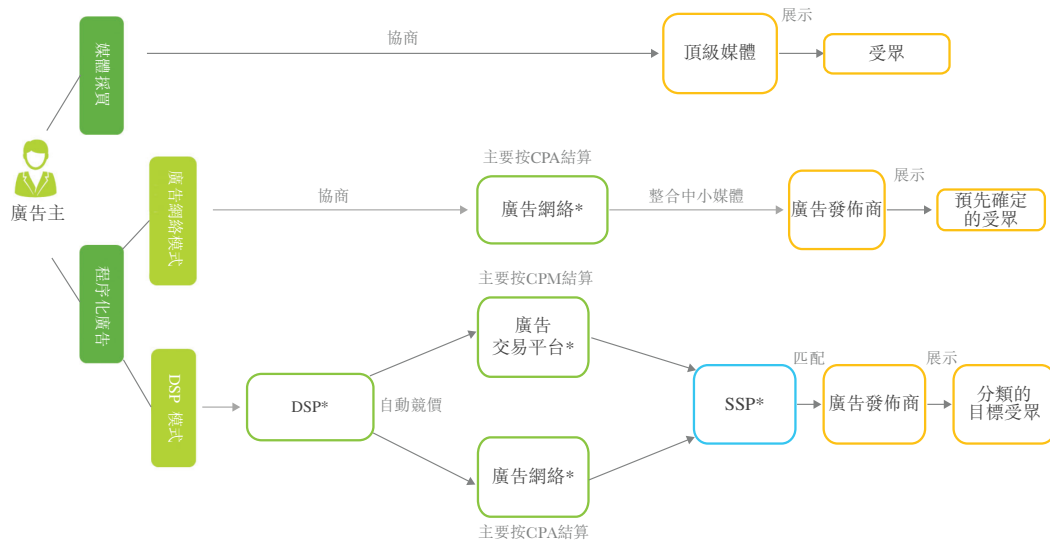 展示
協商
頂級媒體
受眾
媒體採買
廣告主
主要按CPA結算
廣告網絡模式
協商
廣告網絡*
整合中小媒體
廣告發佈商
展示
預先確定
的受眾
程序化廣告
主要按CPM結算
廣告
交易平台*
DSP 模式
DSP*
自動競價
SSP*
匹配
廣告發佈商
展示
分類的
目標受眾
廣告網絡*
主要按CPA結算